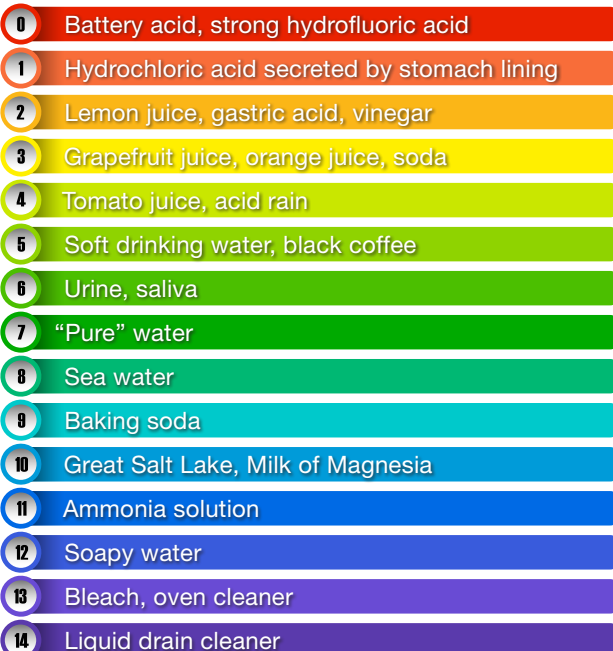 0 Battery acid, strong hydrofluoric acid
1 Hydrochloric acid secreted by stomach lining
2 Lemon juice, gastric acid, vinegar
3 Grapefruit juice, orange juice, soda
4 Tomato juice, acid rain
5 Soft drinking water, black coffee
6 Urine, saliva
7 “Pure” water
8 Sea water
9 Baking soda
10 Great Salt Lake, Milk of Magnesia
11 Ammonia solution
12 Soapy water
13 Bleach, oven cleaner
14 Liquid drain cleaner